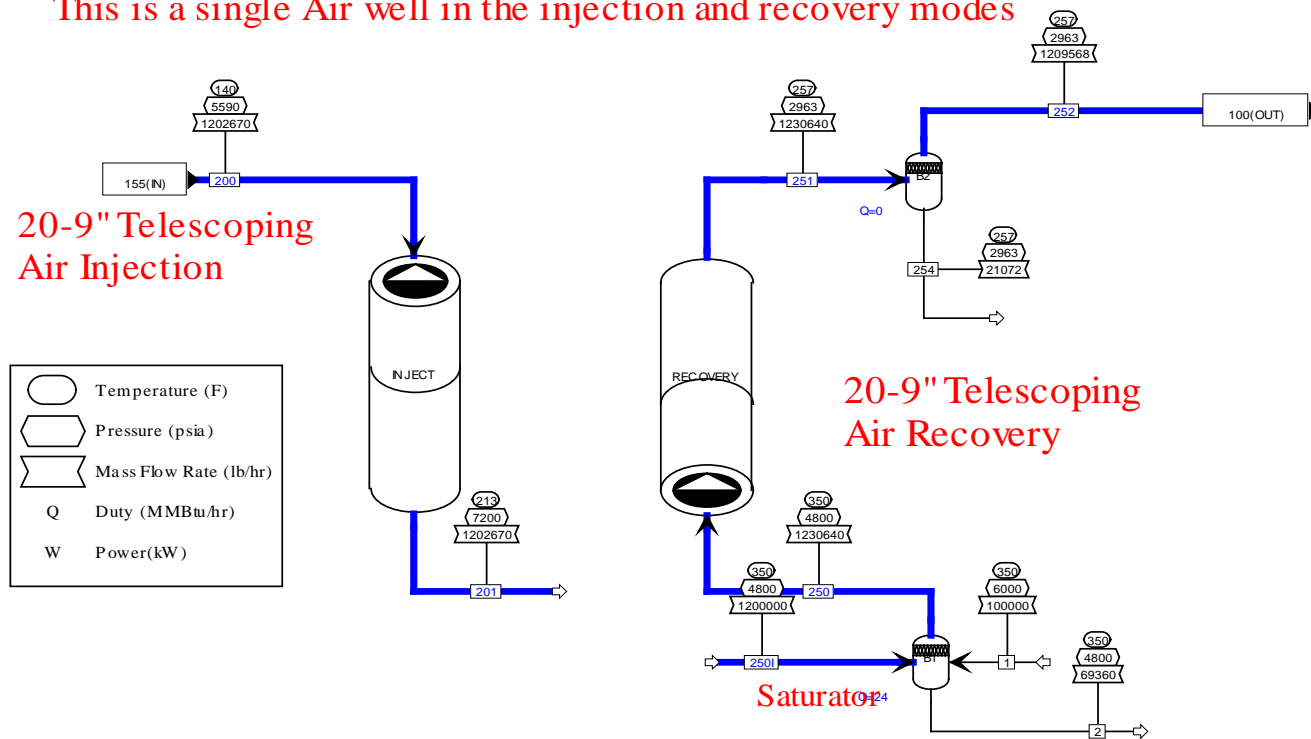 This is a single Air well in the injection and recovery modes
257
2963
1209568
140
5590
1202670
257
2963
1230640
252
100(OUT)
155(IN)
200
251
B2
Q=0
20-9" Telescoping
Air Injection
257
2963
21072
254
INJECT
RECOVERY
20-9" Telescoping
Air Recovery
Temperature (F)
Pressure (psia)
Mass Flow Rate (lb/hr)
Q Duty (MMBtu/hr)
W Power(kW)
213
7200
1202670
201
350
4800
1230640
350
4800
1200000
250
350
6000
100000
250I
B1
1
350
4800
69360
Saturator
Q=24
2